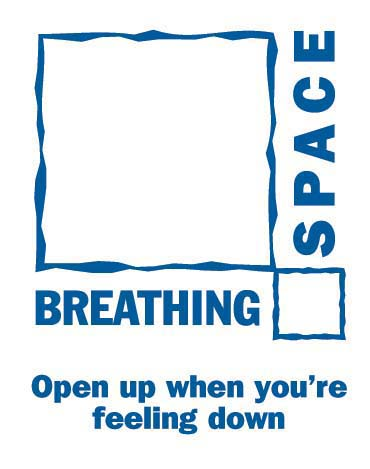 BREATHING
SPACE
Open up when you’re
feeling down